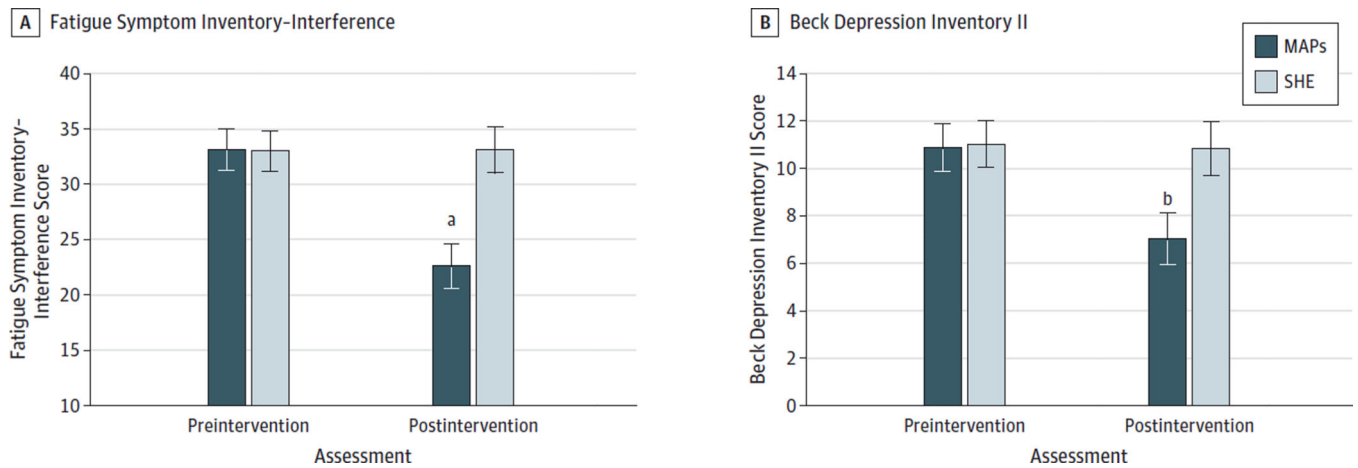 A Fatigue Symptom Inventory-Interference
Fatigue Symptom Inventory-
Interference Score
40
35
30
25
20
15
10
a
Preintervention
Postintervention
Assessment
B Beck Depression Inventory II
MAPs
SHE
Beck Depression Inventory II Score
14
12
10
8
6
4
2
0
b
Preintervention
Postintervention
Assessment